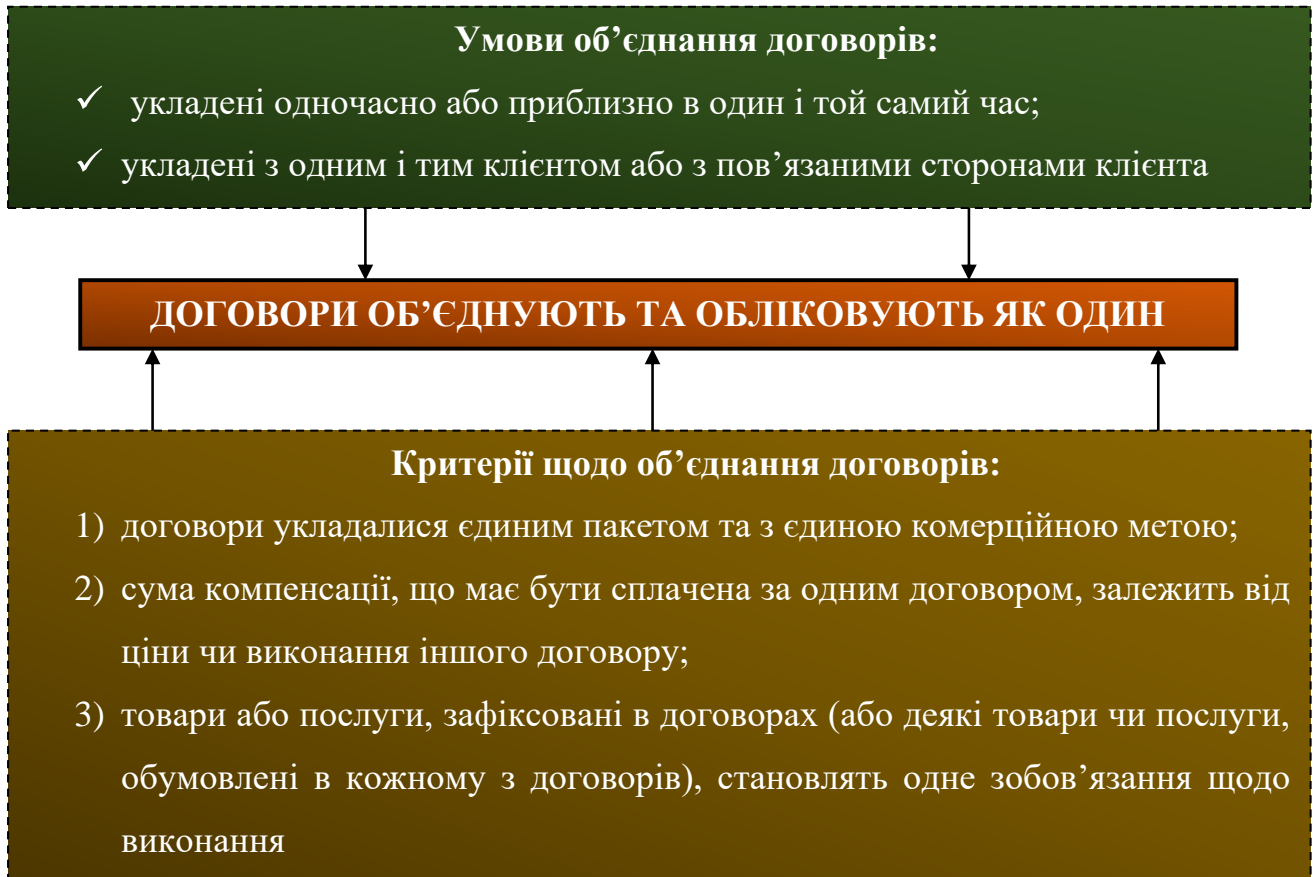 Умови об’єднання договорів:
✓ укладені одночасно або приблизно в один і той самий час;
✓ укладені з одним і тим клієнтом або з пов’язаними сторонами клієнта
ДОГОВОРИ ОБ’ЄДНУЮТЬ ТА ОБЛІКОВУЮТЬ ЯК ОДИН
Критерії щодо об’єднання договорів:
1) договори укладалися єдиним пакетом та з єдиною комерційною метою;
2) сума компенсації, що має бути сплачена за одним договором, залежить від
ціни чи виконання іншого договору;
3) товари або послуги, зафіксовані в договорах (або деякі товари чи послуги,
обумовлені в кожному з договорів), становлять одне зобов’язання щодо
виконання